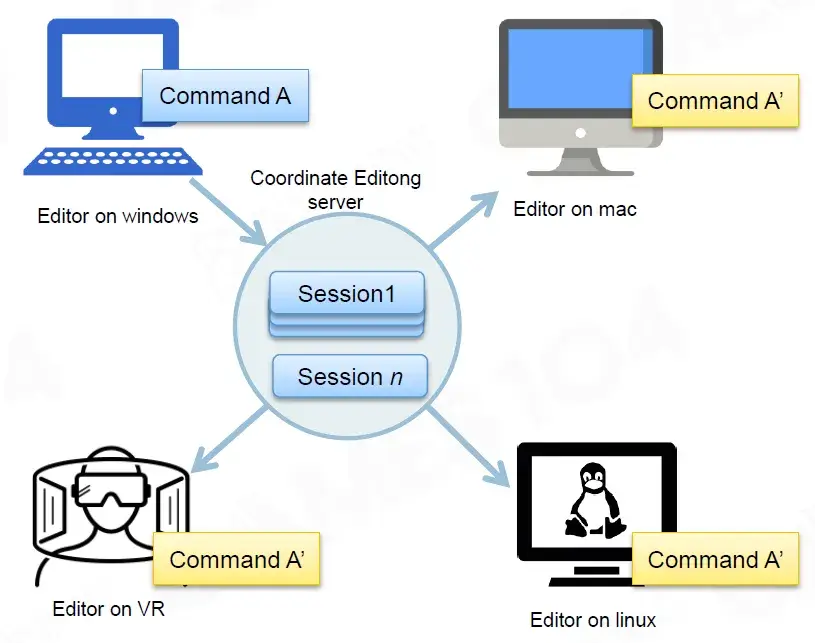 Command A
Command A’
Editor on windows
Coordinate Editong
server
Editor on mac
Session1
Session n
Command A’
Editor on VR
Command A’
Editor on linux